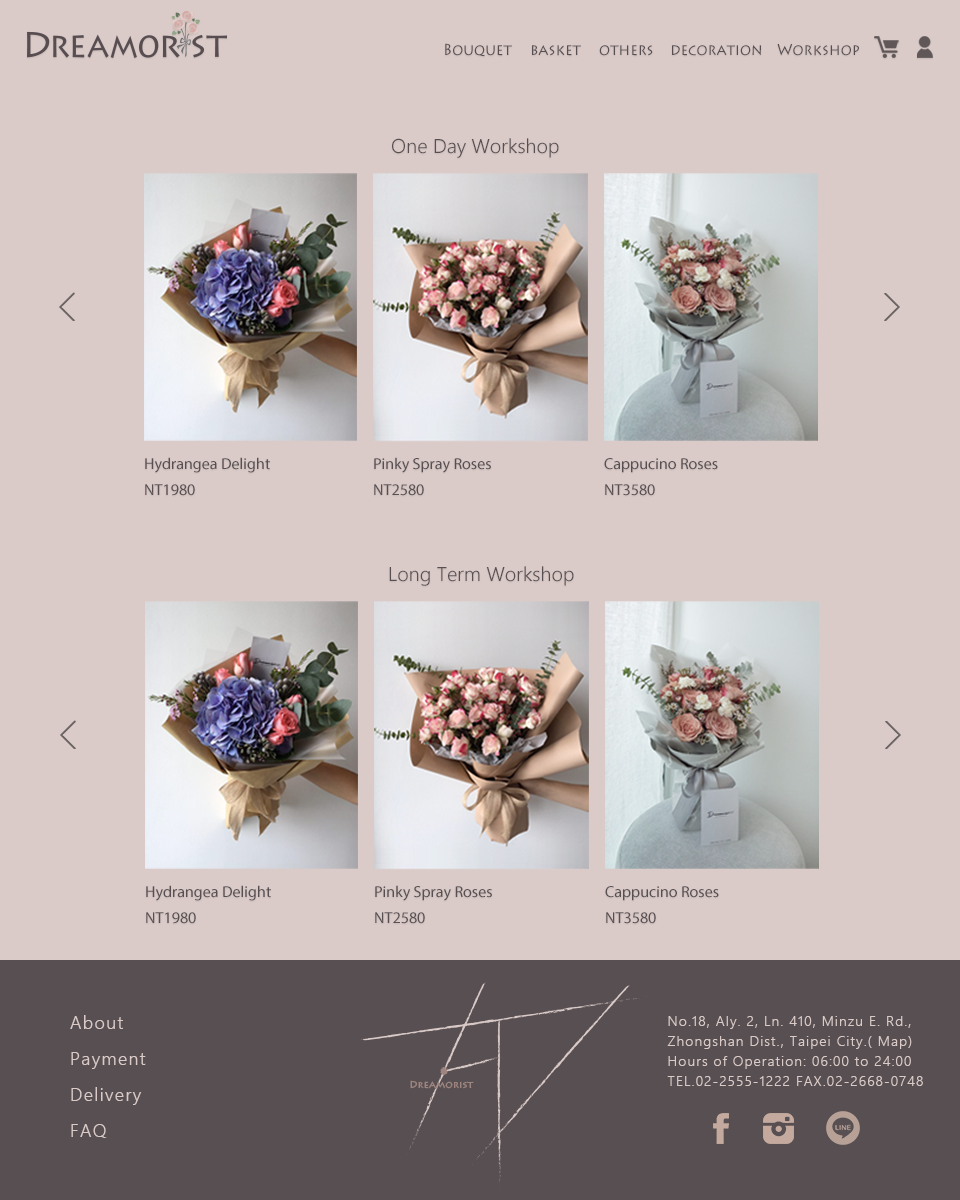 DREAMORIST
BOUQUET BASKET OTHERS DECORATION WORKSHOP
One Day Workshop
Hydrangea Delight
NT1980
Pinky Spray Roses
NT2580
Cappucino Roses
NT3580
Long Term Workshop
Hydrangea Delight
NT1980
Pinky Spray Roses
NT2580
Cappucino Roses
NT3580
About
Payment
Delivery
FAQ
DREAMORIST
No.18, Aly. 2, Ln. 410, Minzu E. Rd.,
Zhongshan Dist., Taipei City.( Map)
Hours of Operation: 06:00 to 24:00
TEL.02-2555-1222 FAX.02-2668-0748
LINE